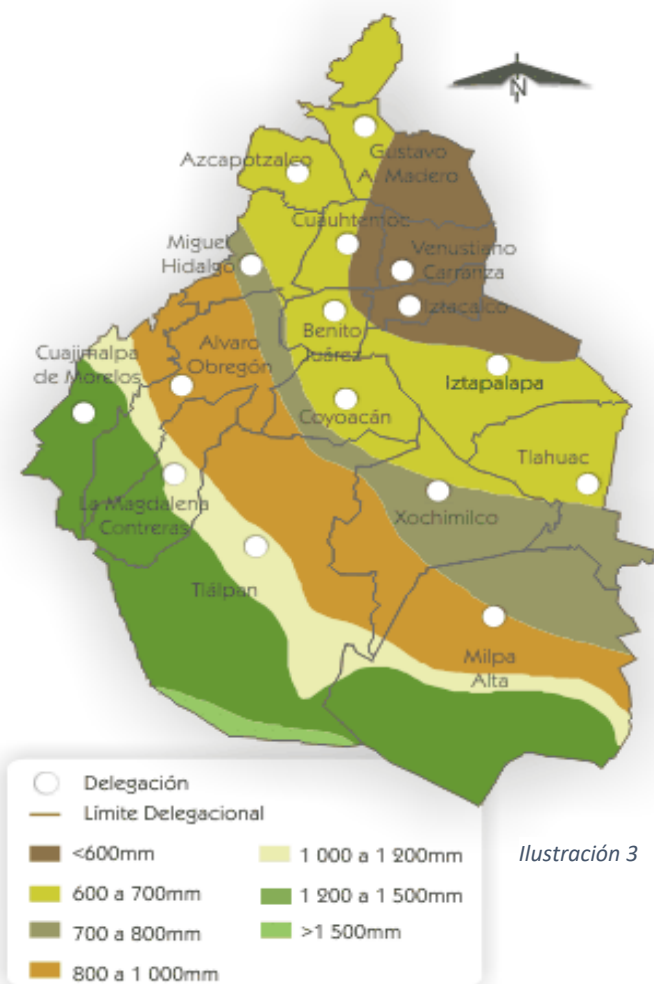 N
Gustavo
A. Madero
Azcapotzalco
Cuauhtemoc
Miguel
Hidalgo
Venustiano
Carranza
Iztacalco
Benito
Juárez
Alvaro
Obregón
Cuajimalpa
de Morelos
Iztapalapa
Coyoacán
Tlahuac
La Magdalena
Contreras
Xochimilco
Tlálpan
Milpa
Alta
Delegación
Límite Delegacional
<600mm
600 a 700mm
700 a 800mm
800 a 1 000mm
1 000 a 1 200mm
1 200 a 1 500mm
>1 500mm
Ilustración 3